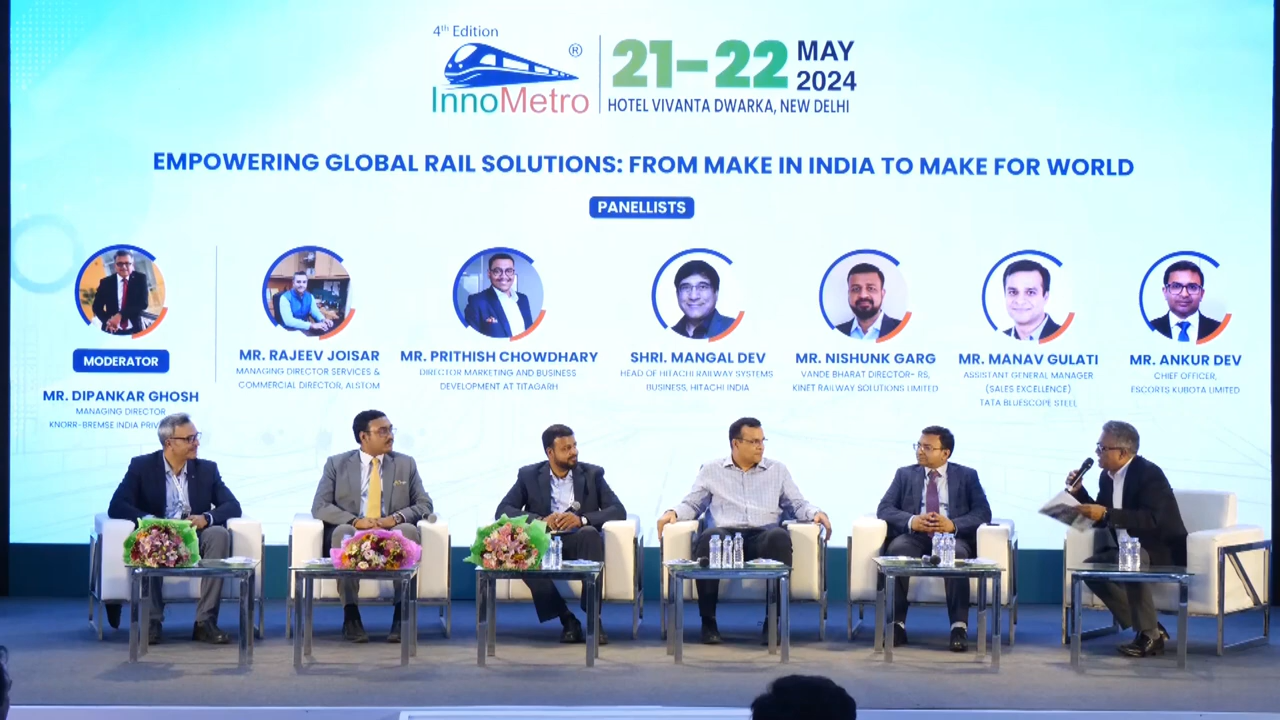 4th Edition
InnoMetro ®
21-22 MAY 2024
HOTEL VIVANTA DWARKA, NEW DELHI
EMPOWERING GLOBAL RAIL SOLUTIONS: FROM MAKE IN INDIA TO MAKE FOR WORLD
PANELLISTS
MODERATOR
MR. DIPANKAR GHOSH
MANAGING DIRECTOR
KNORR-BREMSE INDIA
MR. RAJEEV JOISAR
MANAGING DIRECTOR SERVICES &
COMMERCIAL DIRECTOR, ALSTOM
MR. PRITHISH CHOWDHARY
DIRECTOR MARKETING AND BUSINESS
DEVELOPMENT AT TITAGARH
SHRI. MANGAL DEV
HEAD OF HITACHI RAILWAY SYSTEMS
BUSINESS, HITACHI INDIA
MR. NISHUNK GARG
VANDE BHARAT DIRECTOR- RS,
KINET RAILWAY SOLUTIONS LIMITED
MR. MANAV GULATI
ASSISTANT GENERAL MANAGER
(SALES EXCELLENCE)
TATA BLUESCOPE STEEL
MR. ANKUR DEV
CHIEF OFFICER,
ESCORTS KUBOTA LIMITED